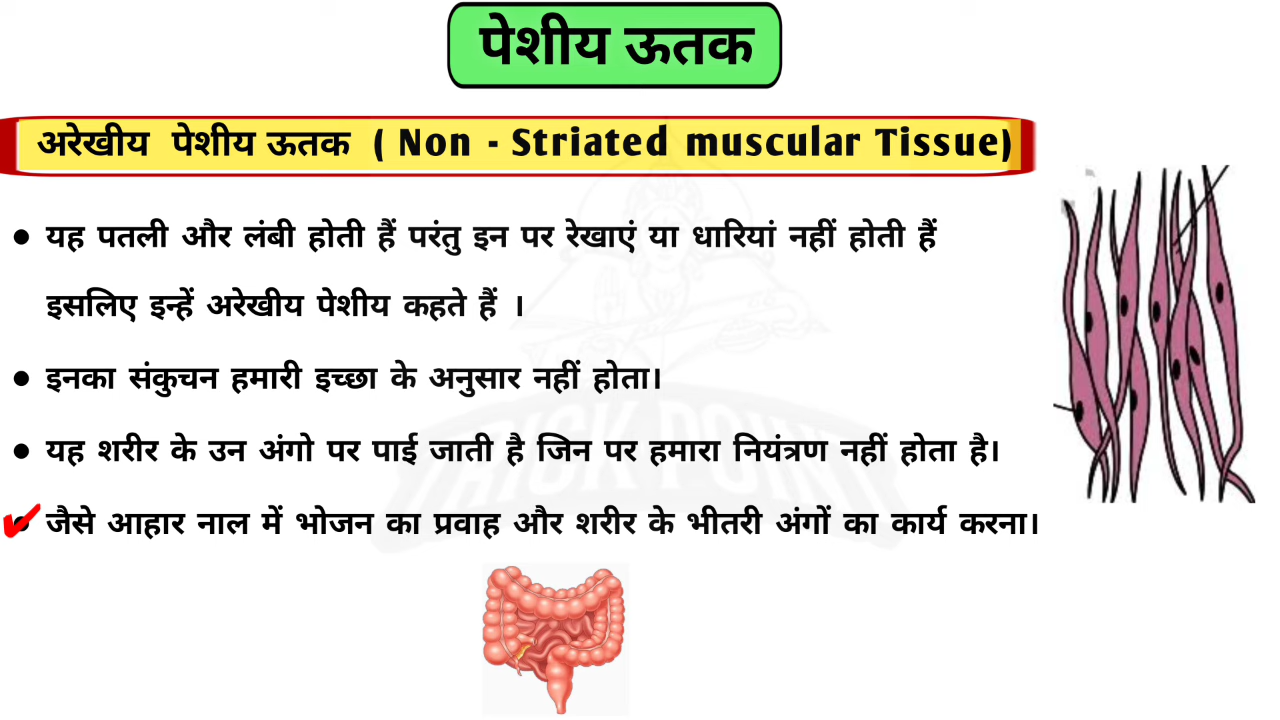 पेशीय ऊतक
अरेखीय पेशीय ऊतक ( Non - Striated muscular Tissue)
● यह पतली और लंबी होती हैं परंतु इन पर रेखाएं या धारियां नहीं होती हैं
इसलिए इन्हें अरेखीय पेशीय कहते हैं ।
● इनका संकुचन हमारी इच्छा के अनुसार नहीं होता।
● यह शरीर के उन अंगो पर पाई जाती है जिन पर हमारा नियंत्रण नहीं होता है।
● जैसे आहार नाल में भोजन का प्रवाह और शरीर के भीतरी अंगों का कार्य करना।
TRICK POINT